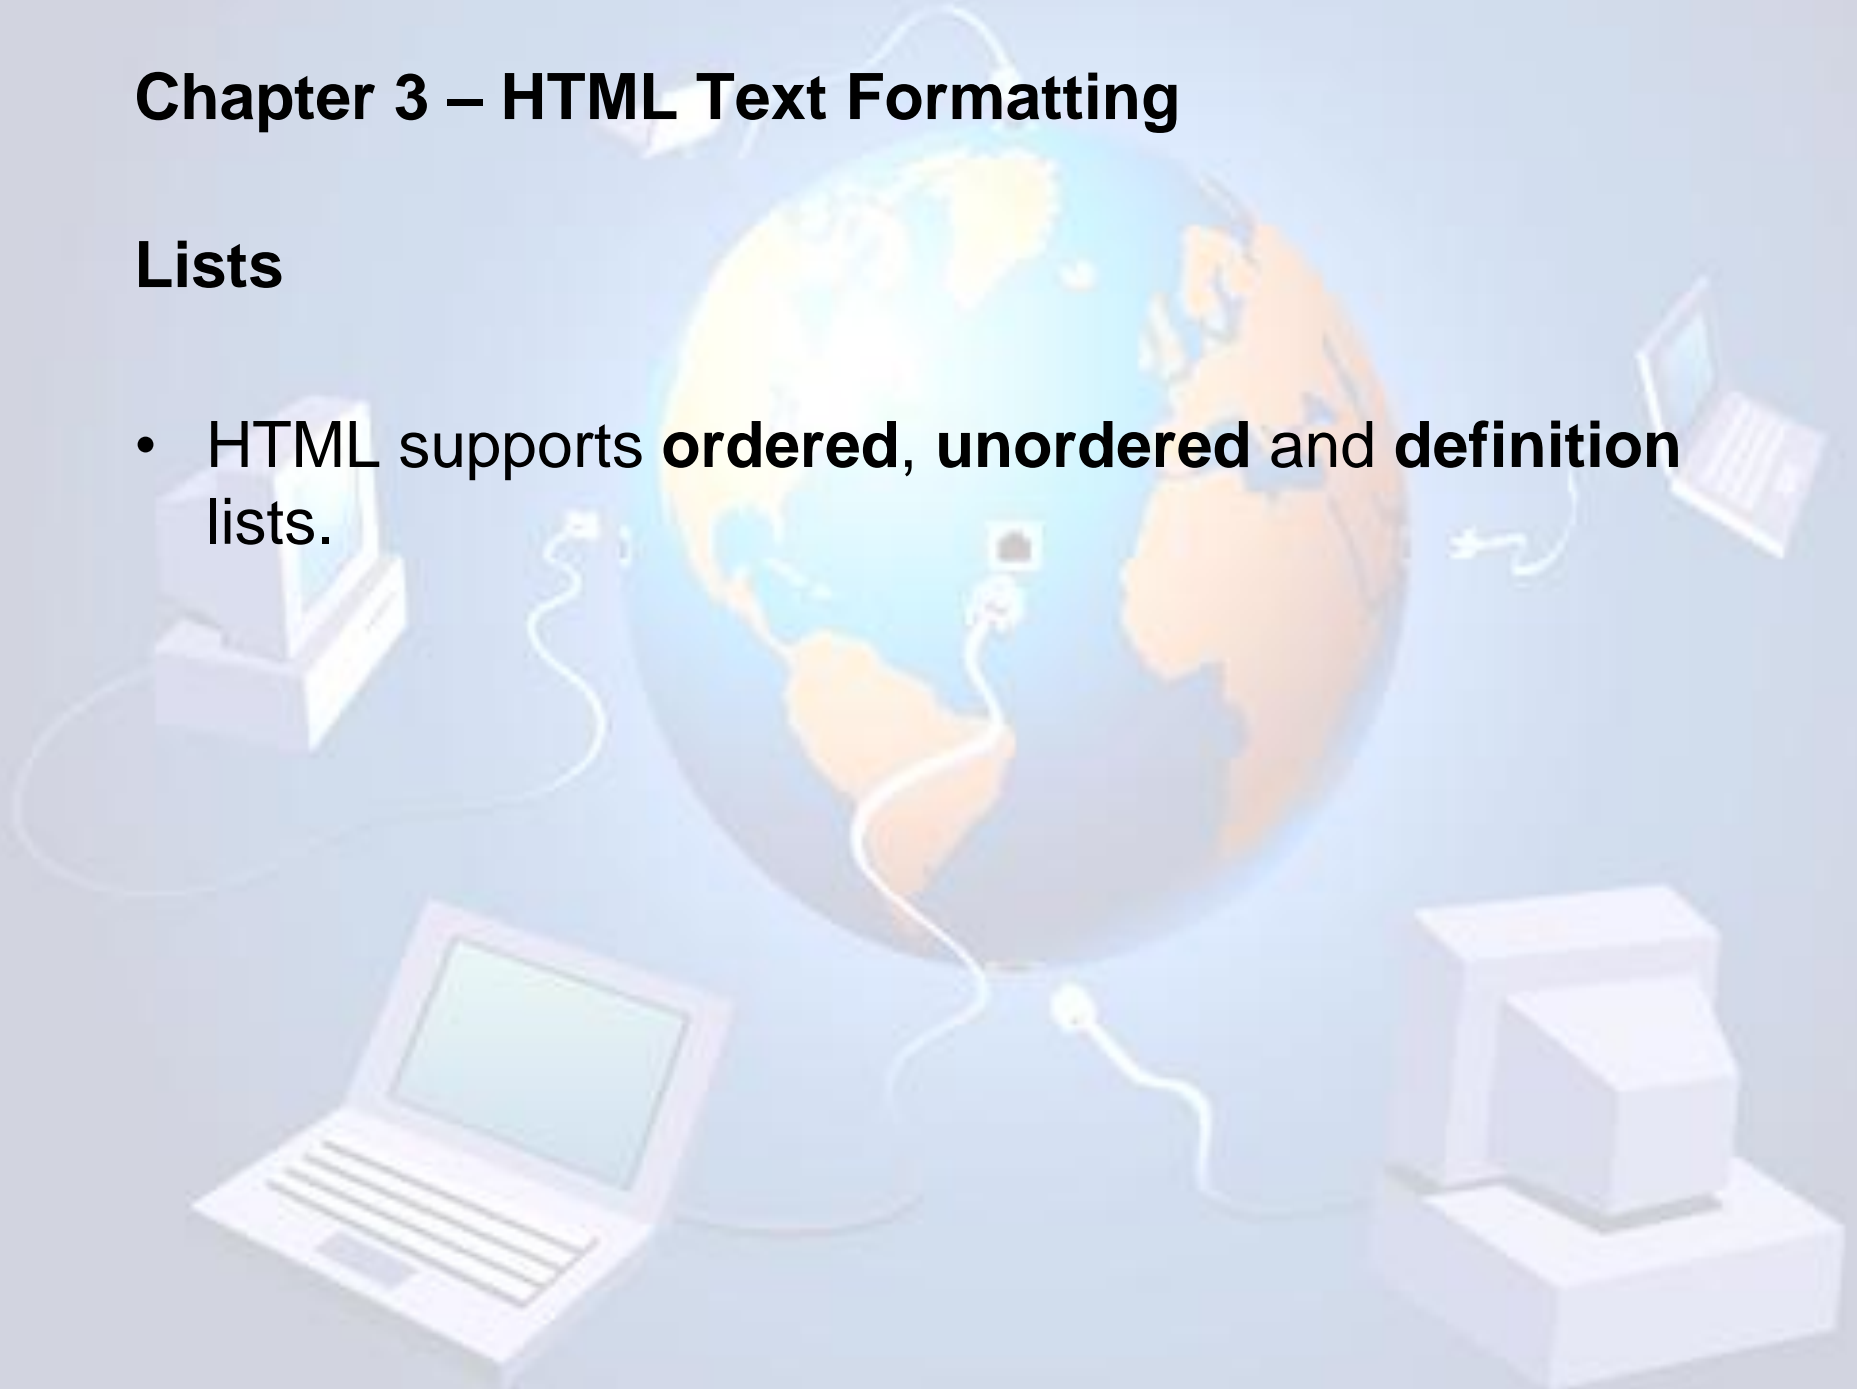 Chapter 3 – HTML Text Formatting
Lists
• HTML supports ordered, unordered and definition
lists.